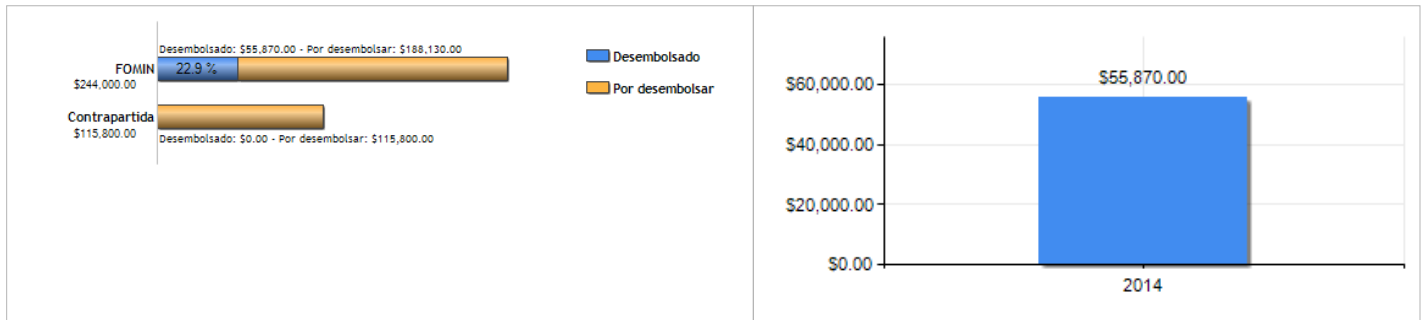 Desembolsado: $55,870.00 - Por desembolsar: $188,130.00
FOMIN
22.9 %
$244,000.00
Contrapartida
$115,800.00
Desembolsado: $0.00 - Por desembolsar: $115,800.00
Desembolsado
Por desembolsar
$55,870.00
$60,000.00
$40,000.00
$20,000.00
$0.00
2014